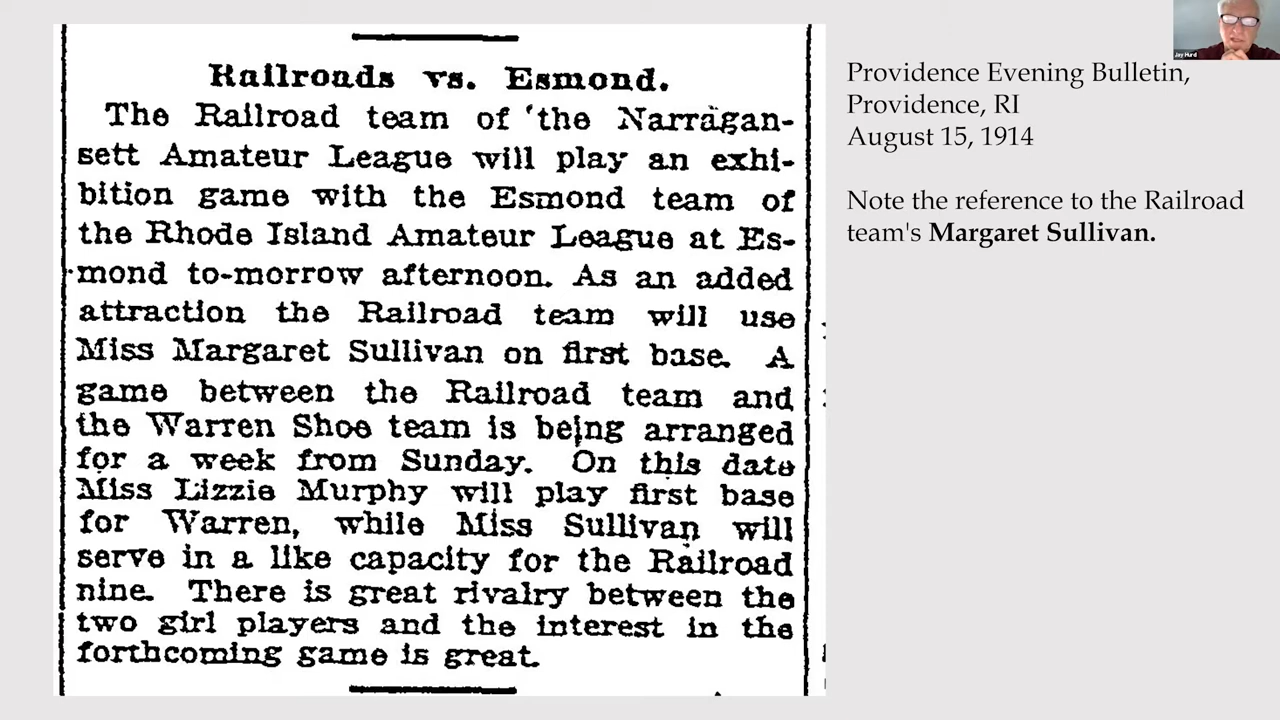 Railroads vs. Esmond.
The Railroad team of the Narragan-
sett Amateur League will play an exhi-
bition game with the Esmond team of
the Rhode Island Amateur League at Es-
mond to-morrow afternoon. As an added
attraction the Railroad team will use
Miss Margaret Sullivan on first base. A
game between the Railroad team and
the Warren Shoe team is being arranged
for a week from Sunday. On this date
Miss Lizzie Murphy will play first base
for Warren, while Miss Sullivan will
serve in a like capacity for the Railroad
nine. There is great rivalry between the
two girl players and the interest in the
forthcoming game is great.
Providence Evening Bulletin,
Providence, RI
August 15, 1914
Note the reference to the Railroad
team's Margaret Sullivan.
Jay Hurd